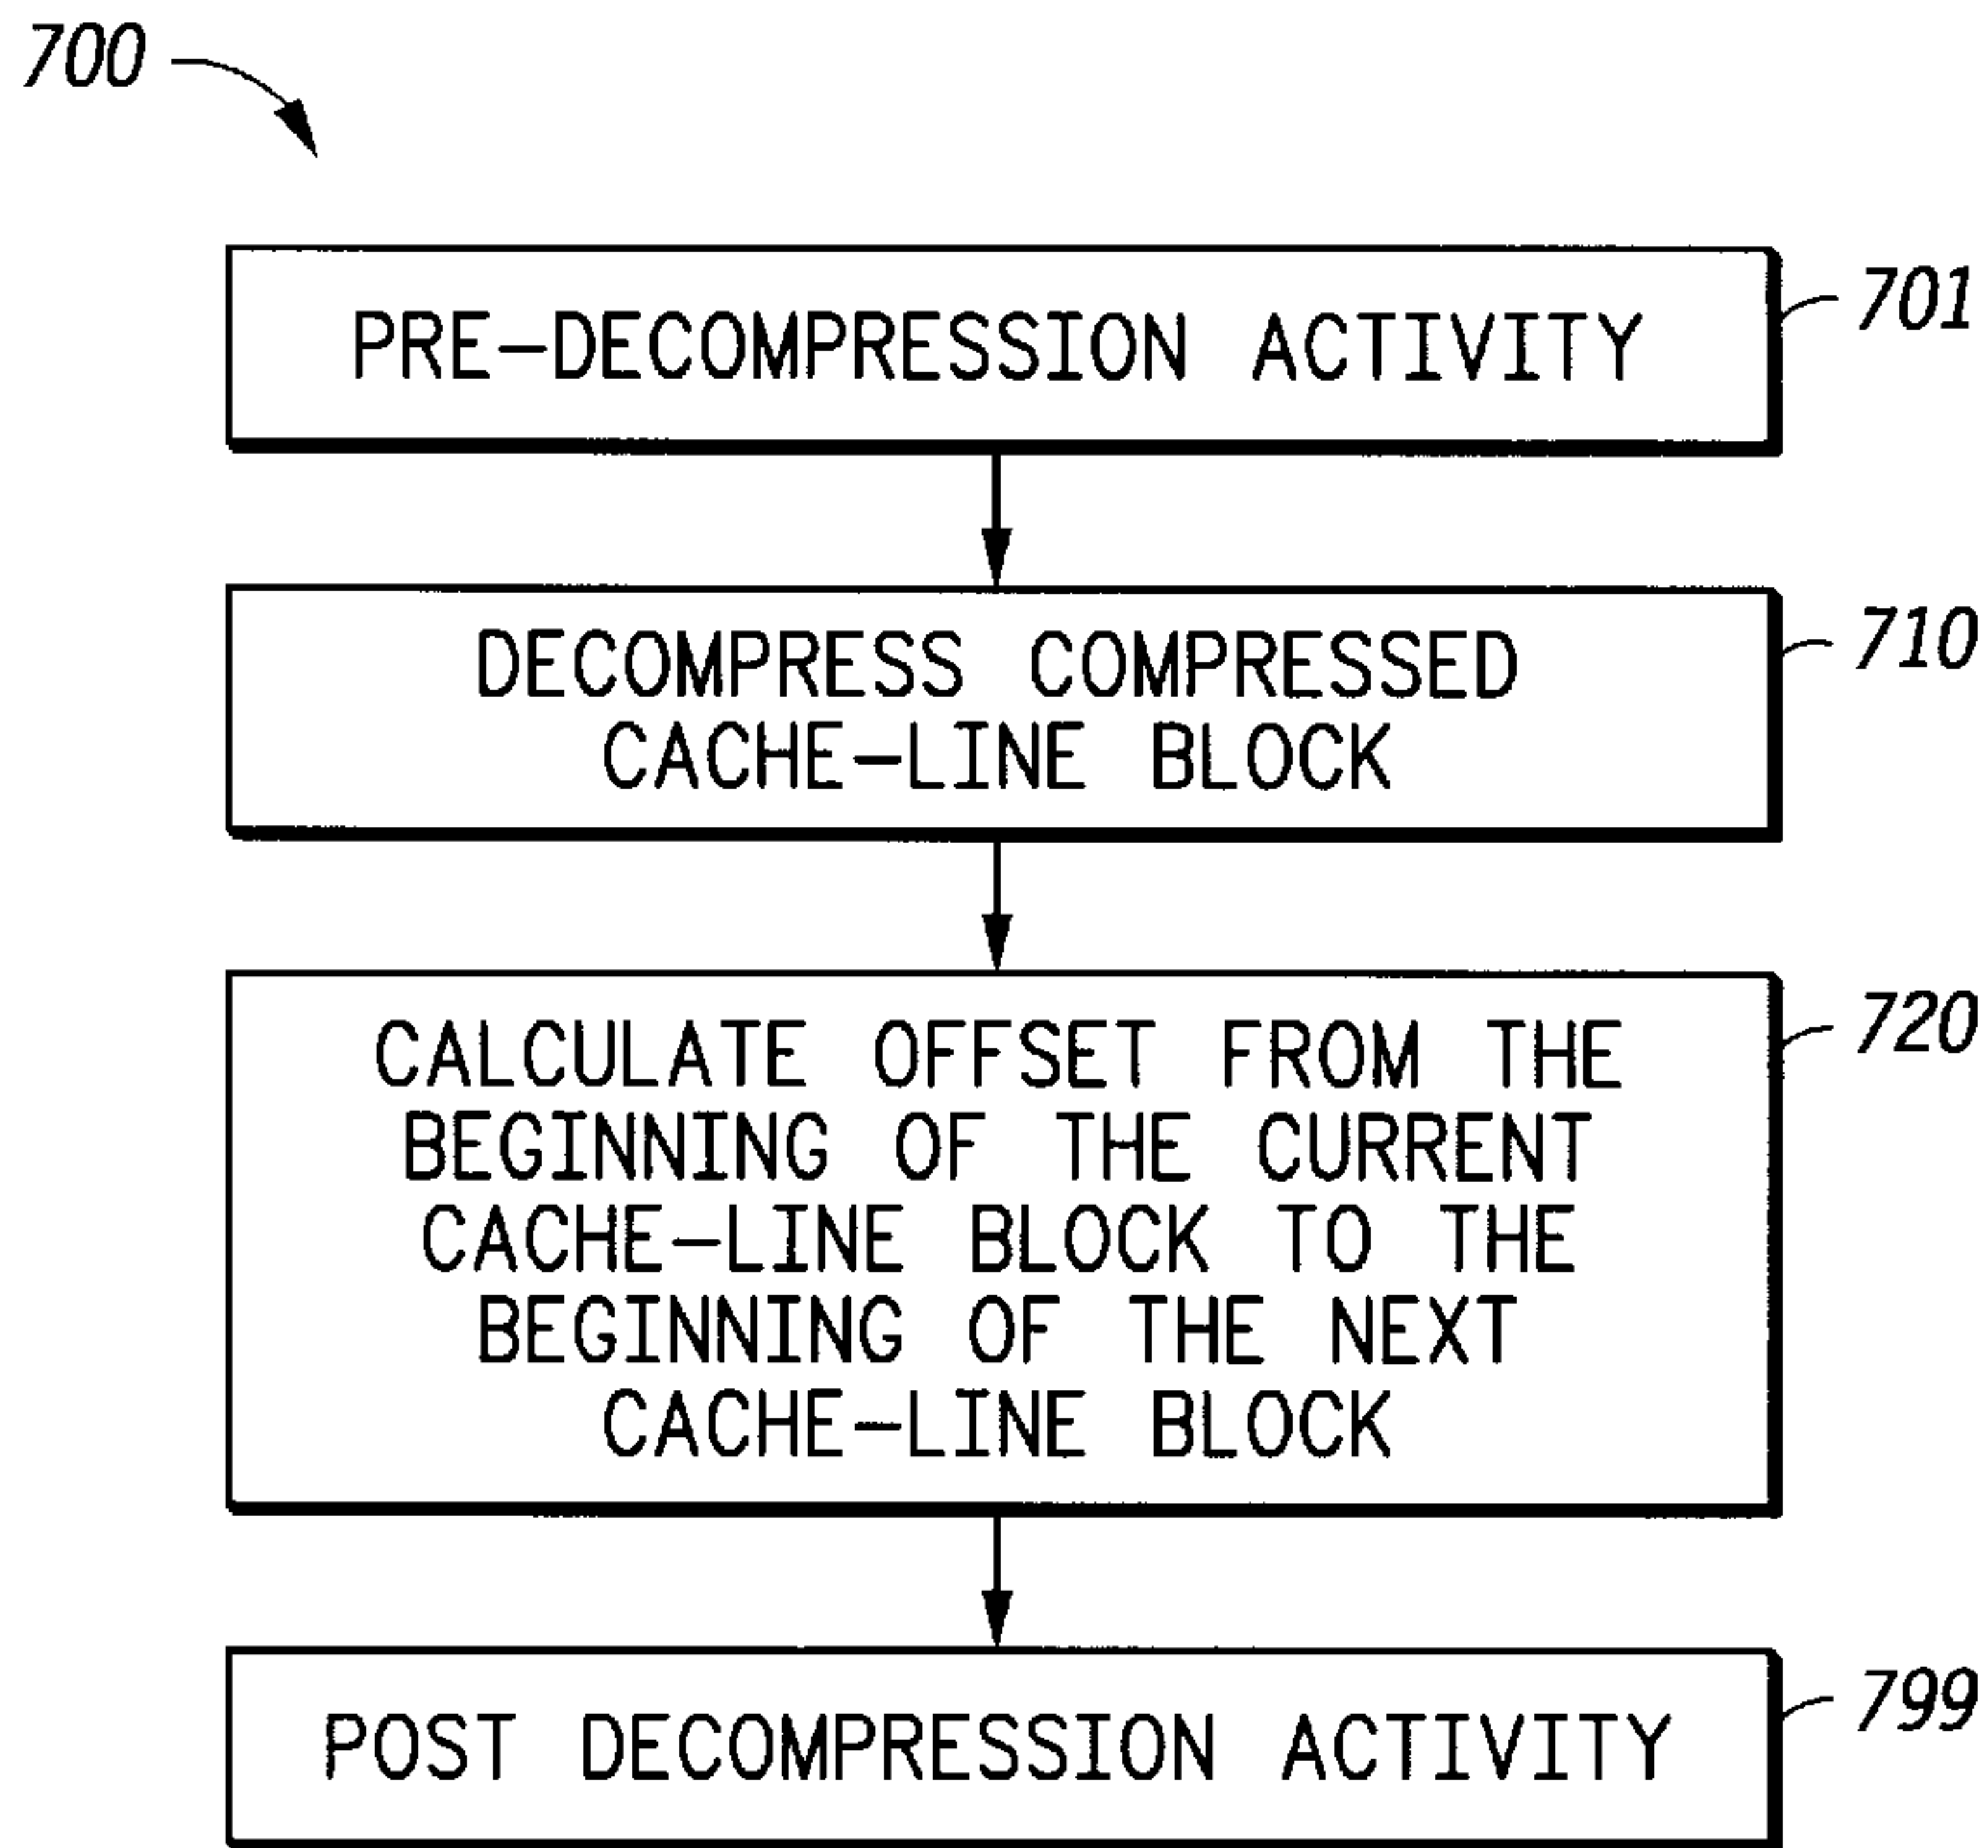 700
PRE-DECOMPRESSION ACTIVITY
701
DECOMPRESS COMPRESSED
CACHE-LINE BLOCK
710
CALCULATE OFFSET FROM THE
BEGINNING OF THE CURRENT
CACHE-LINE BLOCK TO THE
BEGINNING OF THE NEXT
CACHE-LINE BLOCK
720
POST DECOMPRESSION ACTIVITY
799